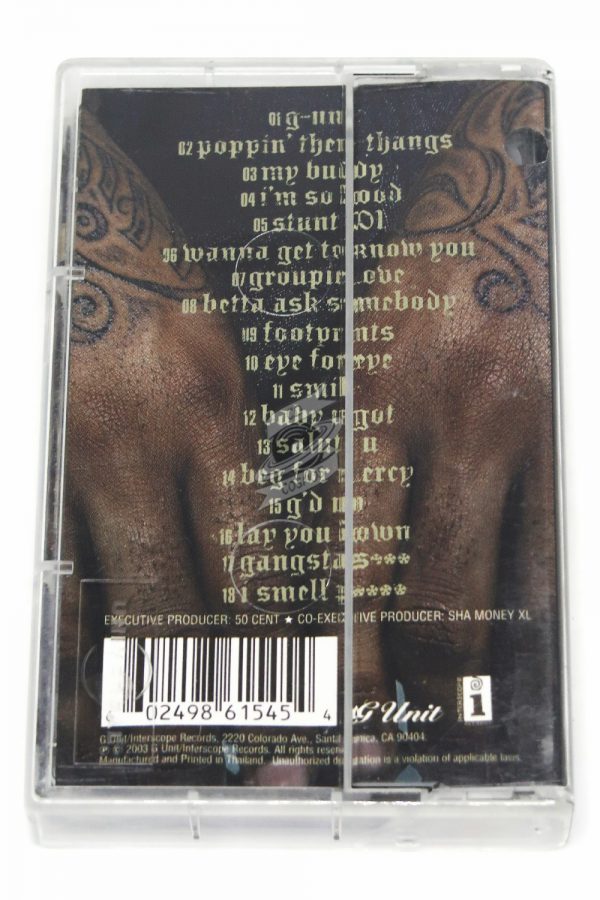 01 g-un
02 poppin' them thangs
03 my buddy
04 i'm so hood
05 stunt 101
06 wanna get to know you
07 groupie love
08 betta ask somebody
09 footprints
10 eye for eye
11 smile
12 baby u got
13 salute u
14 beg for mercy
15 g'd up
16 lay you down
17 gangsta s***
18 i smell p****
EXECUTIVE PRODUCER: 50 CENT ★ CO-EXECUTIVE PRODUCER: SHA MONEY XL
6 02498 61545 4
G Unit
INTERSCOPE
G Unit/Interscope Records, 2220 Colorado Ave., Santa Monica, CA 90404.
℗ © 2003 G Unit/Interscope Records. All rights reserved
Manufactured and Printed in Thailand. Unauthorized duplication is a violation of applicable laws.